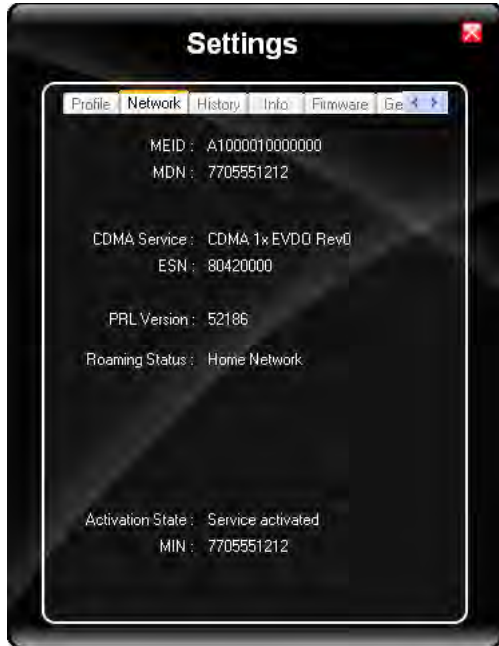 Settings
Profile Network History Info Firmware Ge
MEID : A1000010000000
MDN : 7705551212
CDMA Service : CDMA 1x EVDO Rev0
ESN : 80420000
PRL Version : 52186
Roaming Status : Home Network
Activation State : Service activated
MIN : 7705551212